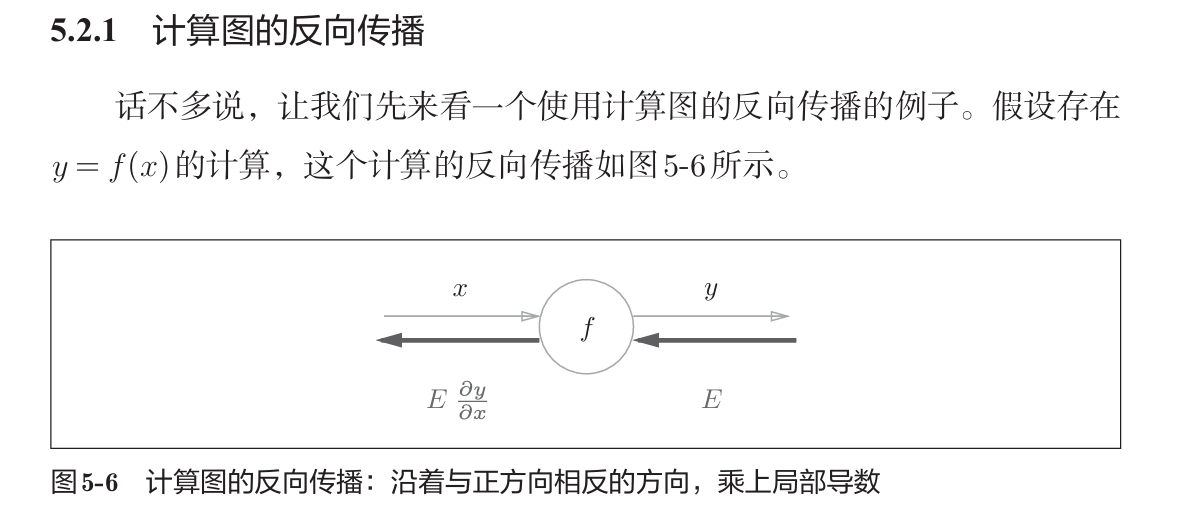 5.2.1 计算图的反向传播
话不多说，让我们先来看一个使用计算图的反向传播的例子。假设存在
y = f(x)的计算，这个计算的反向传播如图5-6所示。
x y
f
E ∂y/∂x E
图5-6 计算图的反向传播：沿着与正方向相反的方向，乘上局部导数